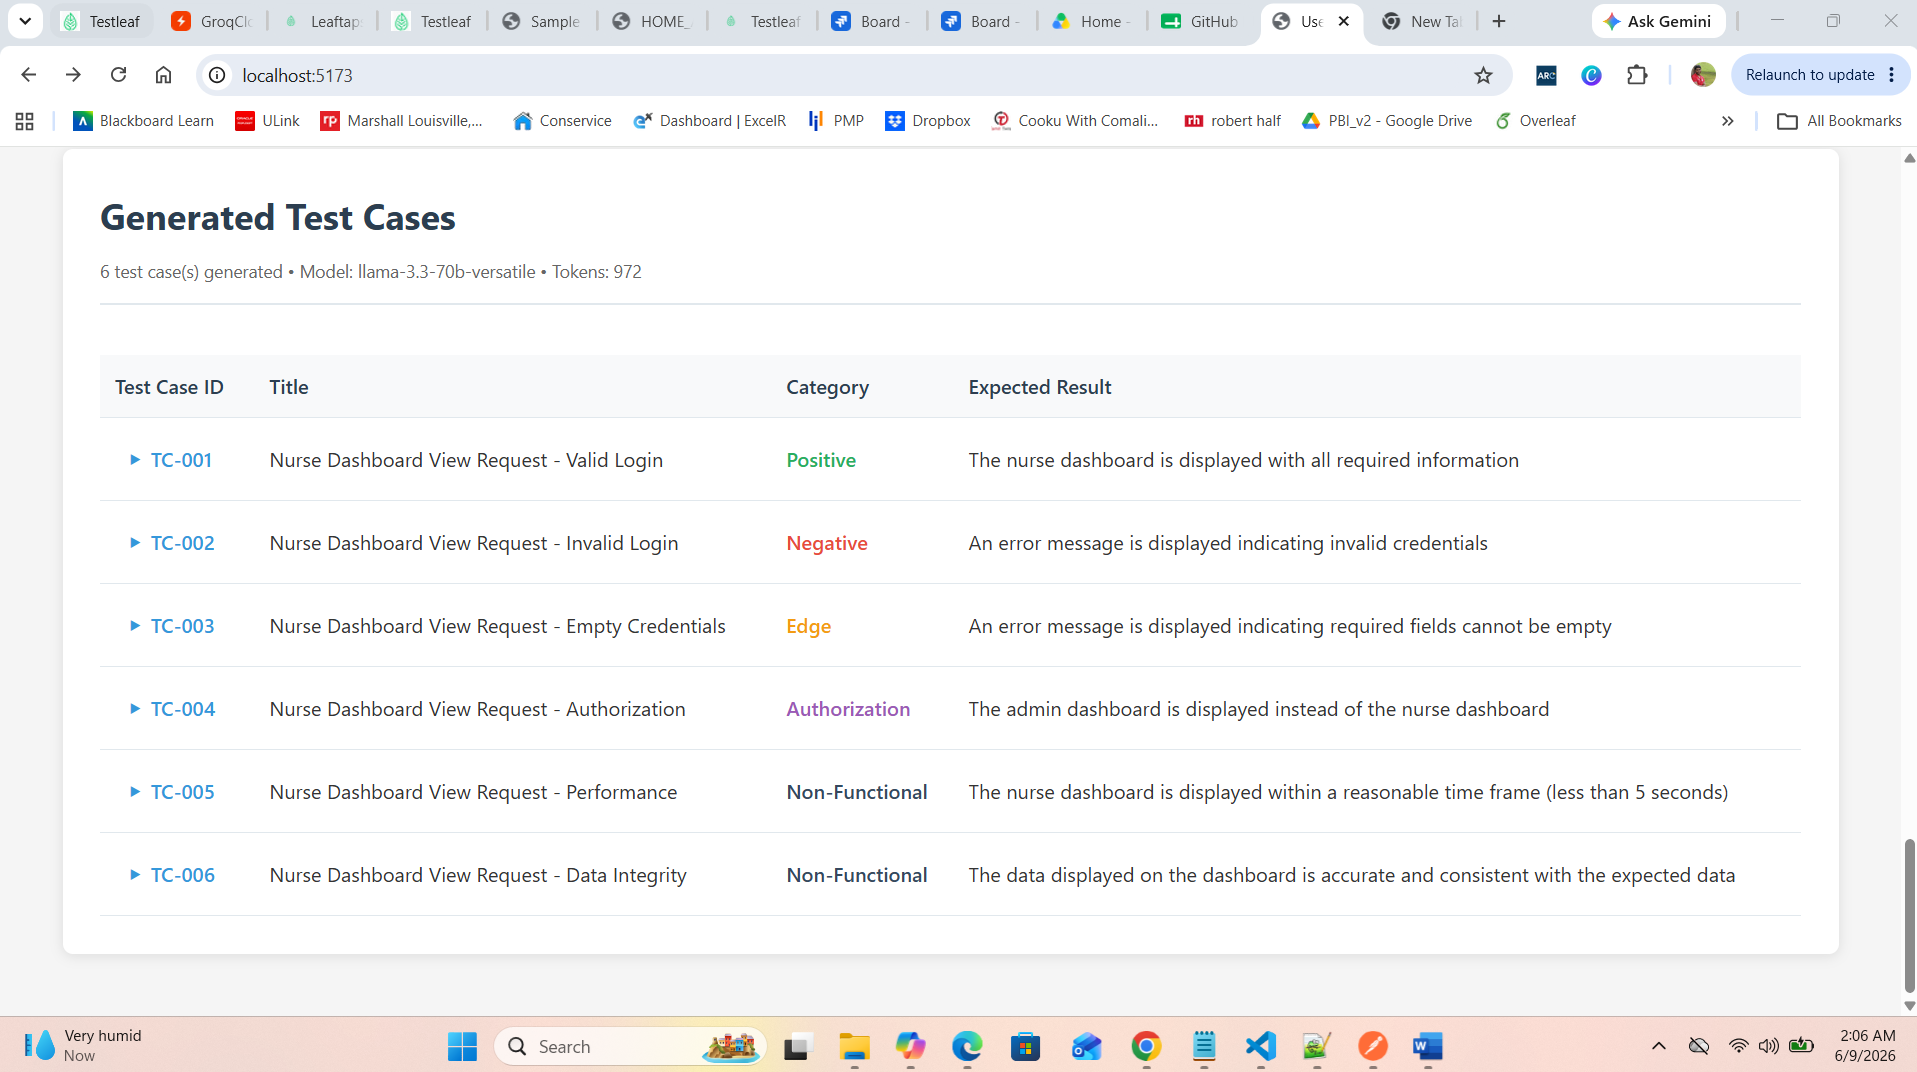 Testleaf
GroqClo
Leaftaps
Testleaf
Sample
HOME_
Testleaf
Board -
Board -
Home -
GitHub
Use
New Tab
Ask Gemini
localhost:5173
ARC
Relaunch to update
Blackboard Learn
ULink
rp
Marshall Louisville,...
Conservice
Dashboard | ExcelR
PMP
Dropbox
Cooku With Comali...
rh
robert half
PBI_v2 - Google Drive
Overleaf
All Bookmarks
Generated Test Cases
6 test case(s) generated • Model: llama-3.3-70b-versatile • Tokens: 972
Test Case ID Title Category Expected Result
TC-001 Nurse Dashboard View Request - Valid Login Positive The nurse dashboard is displayed with all required information
TC-002 Nurse Dashboard View Request - Invalid Login Negative An error message is displayed indicating invalid credentials
TC-003 Nurse Dashboard View Request - Empty Credentials Edge An error message is displayed indicating required fields cannot be empty
TC-004 Nurse Dashboard View Request - Authorization Authorization The admin dashboard is displayed instead of the nurse dashboard
TC-005 Nurse Dashboard View Request - Performance Non-Functional The nurse dashboard is displayed within a reasonable time frame (less than 5 seconds)
TC-006 Nurse Dashboard View Request - Data Integrity Non-Functional The data displayed on the dashboard is accurate and consistent with the expected data
Very humid
Now
Search
2:06 AM
6/9/2026